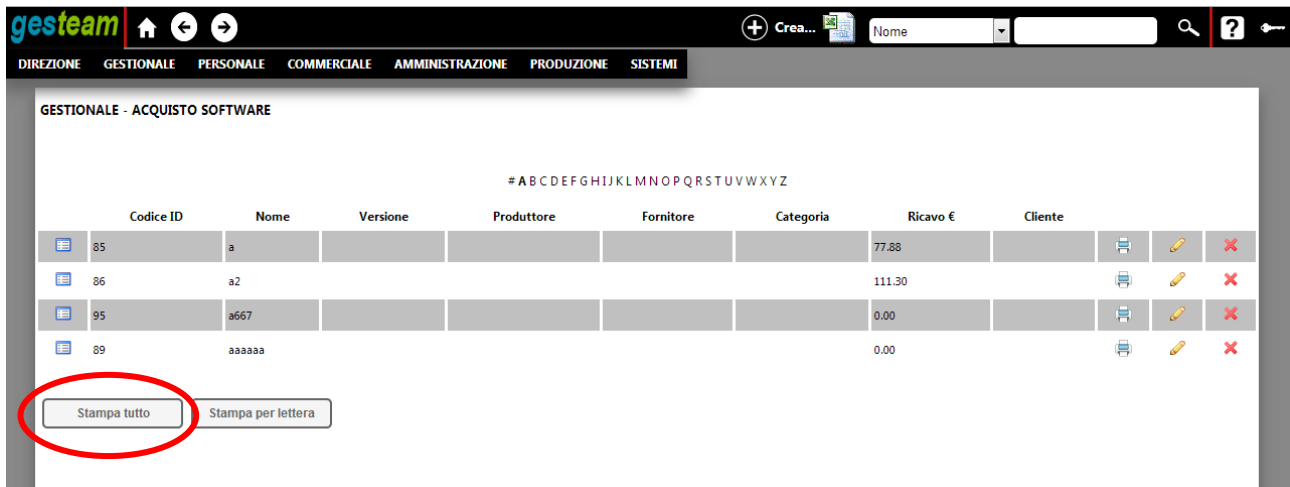 gesteam Crea... Nome ?
DIREZIONE GESTIONALE PERSONALE COMMERCIALE AMMINISTRAZIONE PRODUZIONE SISTEMI
GESTIONALE - ACQUISTO SOFTWARE
# A B C D E F G H I J K L M N O P Q R S T U V W X Y Z
Codice ID Nome Versione Produttore Fornitore Categoria Ricavo € Cliente
85 a 77.88
86 a2 111.30
95 a667 0.00
89 aaaaaa 0.00
Stampa tutto Stampa per lettera